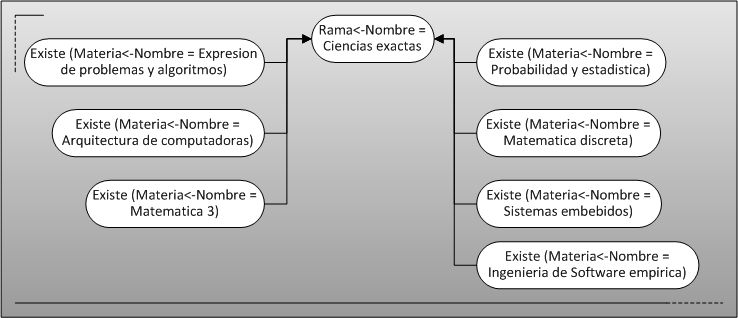 Rama<-Nombre =
Ciencias exactas
Existe (Materia<-Nombre = Expresion
de problemas y algoritmos)
Existe (Materia<-Nombre =
Arquitectura de computadoras)
Existe (Materia<-Nombre =
Matematica 3)
Existe (Materia<-Nombre =
Probabilidad y estadistica)
Existe (Materia<-Nombre =
Matematica discreta)
Existe (Materia<-Nombre =
Sistemas embebidos)
Existe (Materia<-Nombre =
Ingenieria de Software empirica)